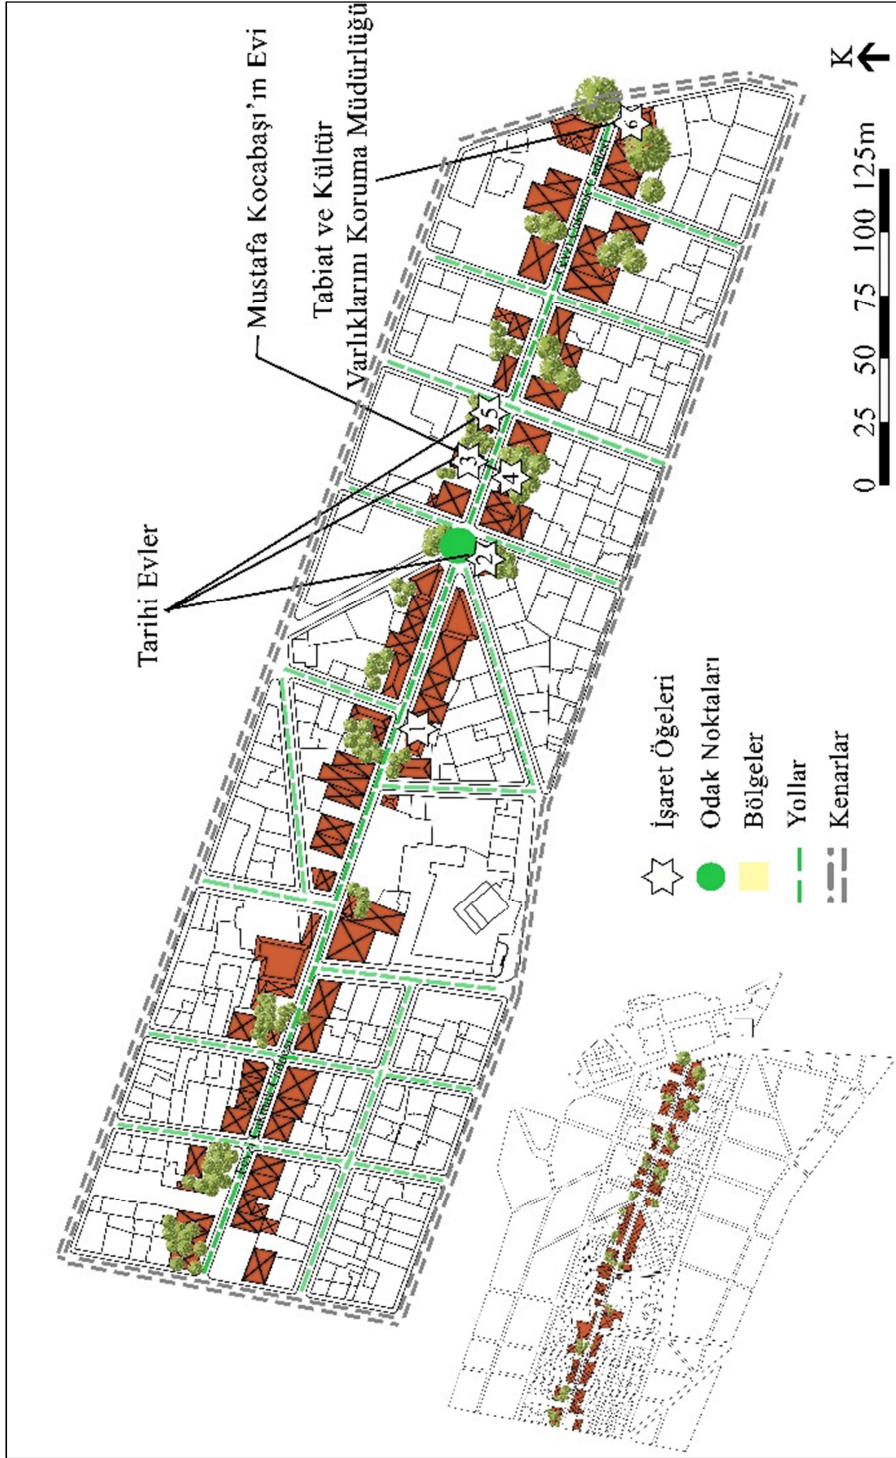 Tarihi Evler
Mustafa Kocabaşı'nın Evi
Tabiat ve Kültür
Varlıklarını Koruma Müdürlüğü
1
2
3
4
5
6
İşaret Öğeleri
Odak Noktaları
Bölgeler
Yollar
Kenarlar
0 25 50 75 100 125m
K